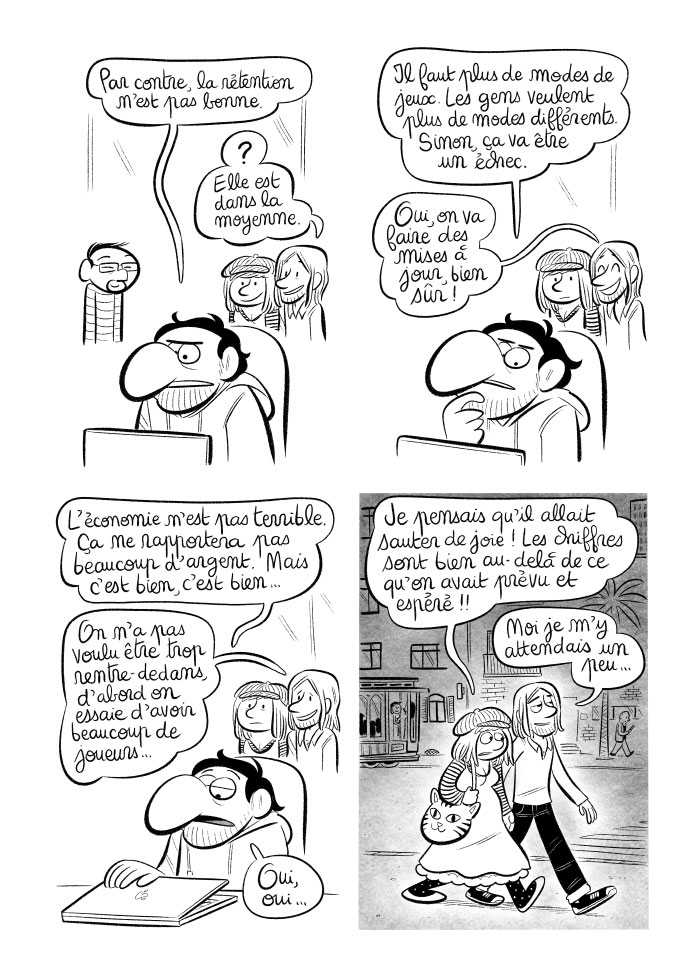 Par contre, la rétention
n'est pas bonne.
?
Elle est
dans la
moyenne.
Il faut plus de modes de
jeux. Les gens veulent
plus de modes différents.
Sinon, ça va être
un échec.
Oui, on va
faire des
mises à
jour, bien
sûr !
L'économie n'est pas terrible.
Ça me rapportera pas
beaucoup d'argent. Mais
c'est bien, c'est bien...
On n'a pas
voulu être trop
rentre-dedans,
d'abord on
essaie d'avoir
beaucoup de
joueurs...
Oui,
oui...
Je pensais qu'il allait
sauter de joie ! Les chiffres
sont bien au-delà de ce
qu'on avait prévu et
espéré !!
Moi je m'y
attendais un
peu...